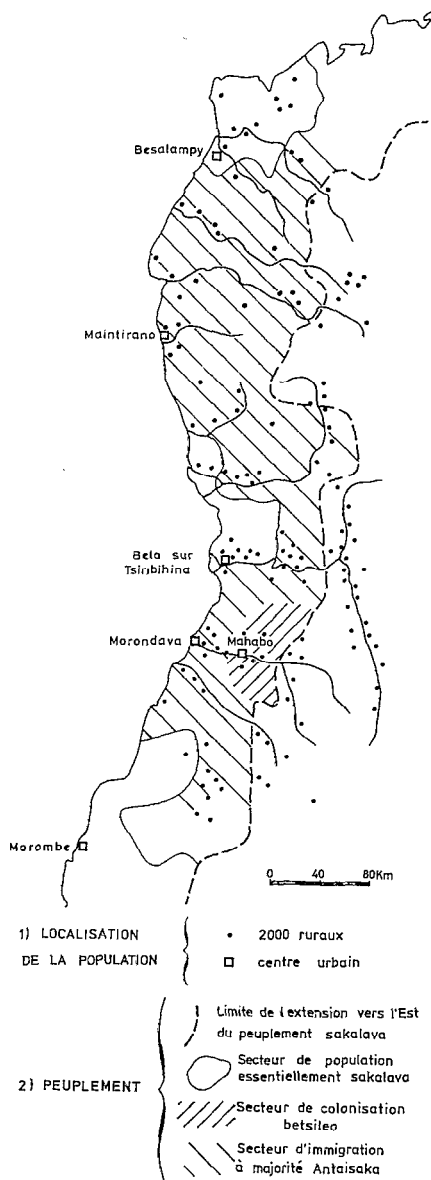 Besalampy
Maintirano
Belo sur
Tsiribihina
Morondava
Mahabo
Morombe
0 40 80Km
1) LOCALISATION
DE LA POPULATION
2000 ruraux
centre urbain
2) PEUPLEMENT
Limite de l'extension vers l'Est
du peuplement sakalava
Secteur de population
essentiellement sakalava
Secteur de colonisation
betsileo
Secteur d'immigration
à majorité Antaisaka